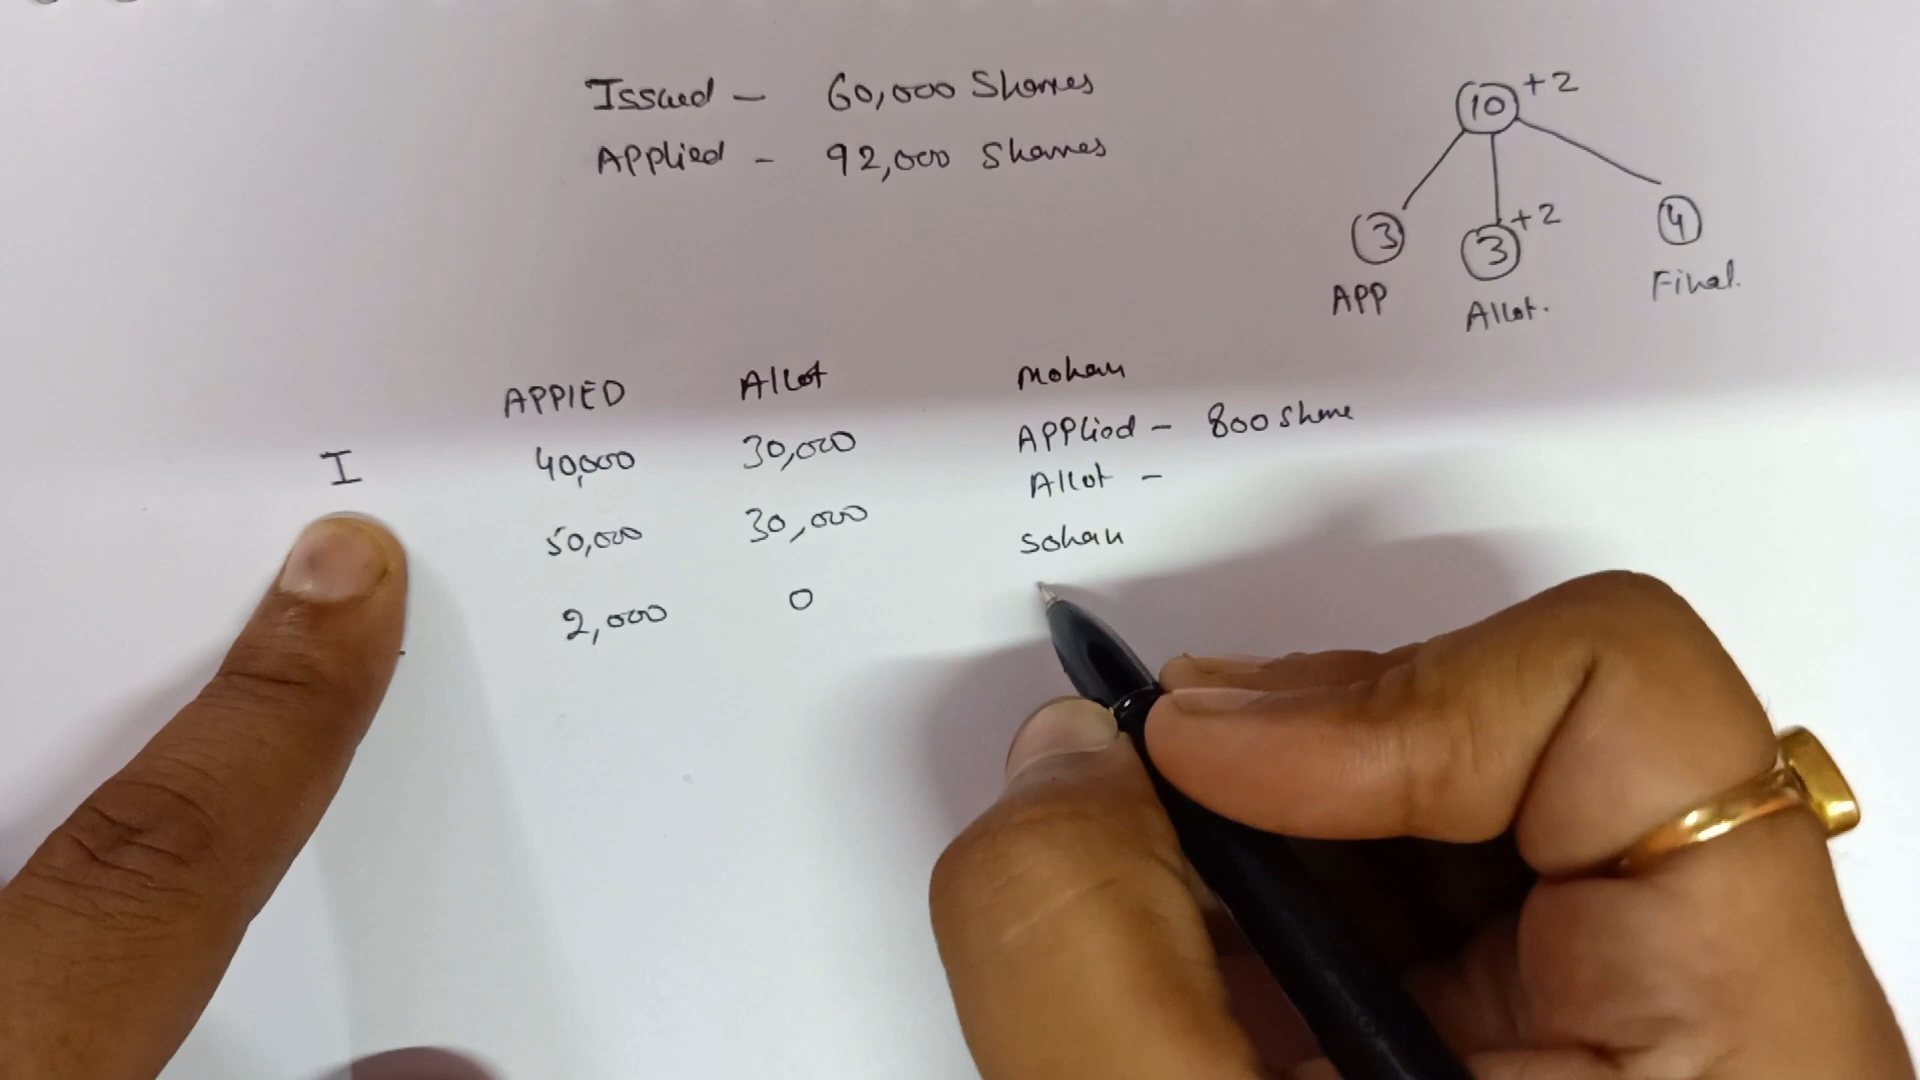 Issued - 60,000 Shares
Applied - 92,000 Shares
10 +2
3 3 +2 4
APP Allot. Final.
APPIED Allot Mohan
I 40,000 30,000 Applied - 800 Share
Allot -
50,000 30,000 Sohan
2,000 0